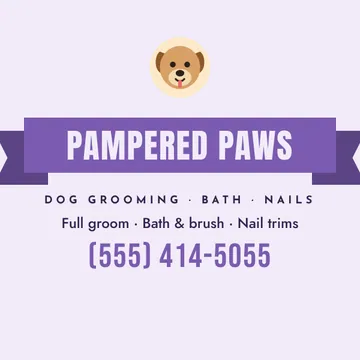 PAMPERED PAWS
DOG GROOMING · BATH · NAILS
Full groom · Bath & brush · Nail trims
(555) 414-5055